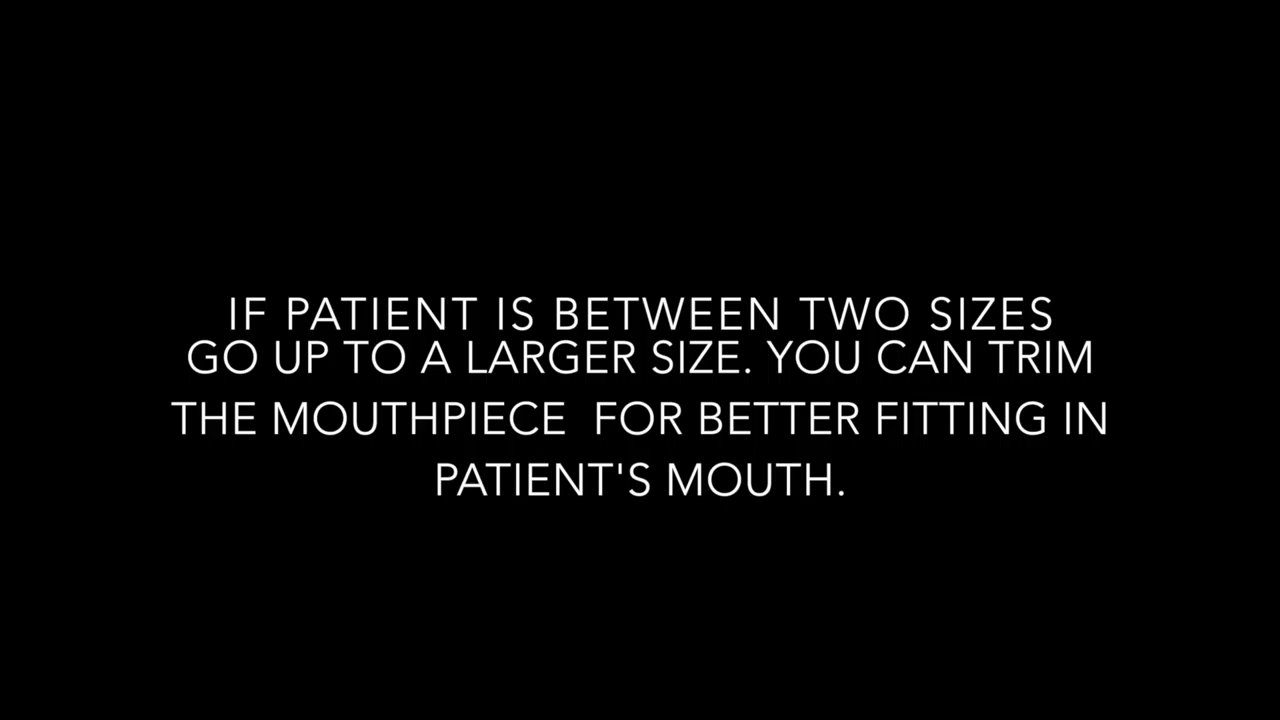 IF PATIENT IS BETWEEN TWO SIZES
GO UP TO A LARGER SIZE. YOU CAN TRIM
THE MOUTHPIECE  FOR BETTER FITTING IN
PATIENT'S MOUTH.